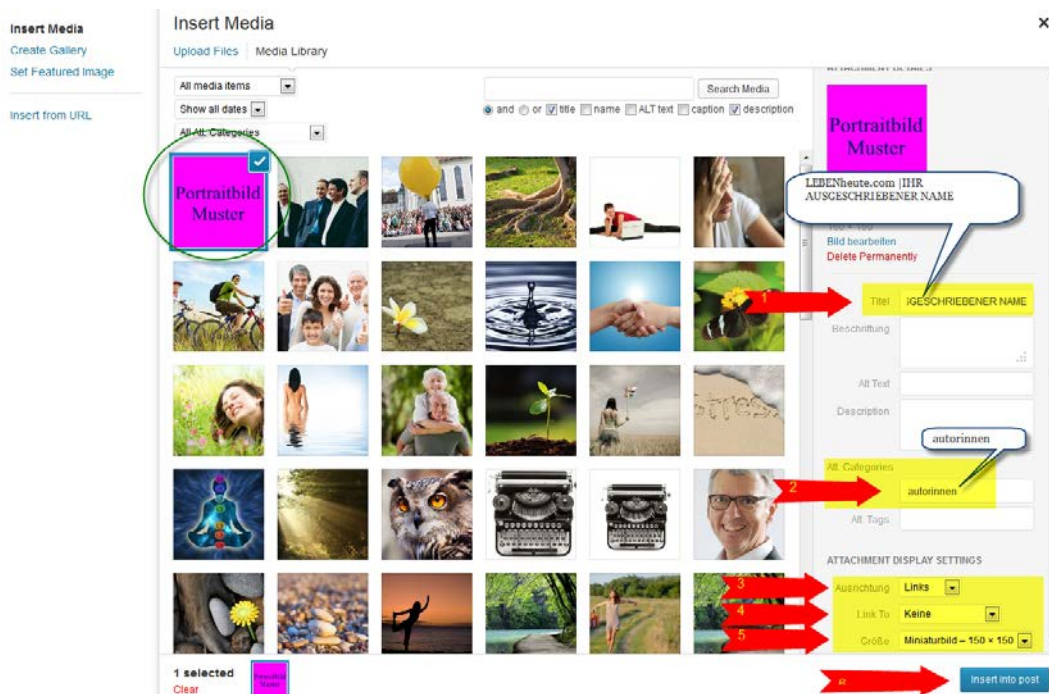 Insert Media
Create Gallery
Set Featured Image
Insert from URL
Insert Media
Upload Files
Media Library
All media items
Show all dates
All Att. Categories
Search Media
and or title name ALT text caption description
Portraitbild
Muster
ATTACHMENT DETAILS
Portraitbild
Muster
LEBENheute.com |IHR
AUSGESCHRIEBENER NAME
Bild bearbeiten
Delete Permanently
1
Titel
GESCHRIEBENER NAME
Beschriftung
Alt Text
Description
autorinnen
Att. Categories
2
autorinnen
Att. Tags
ATTACHMENT DISPLAY SETTINGS
3
Ausrichtung Links
4
Link To Keine
5
Größe Miniaturbild – 150 × 150
1 selected
Clear
Portraitbild
Muster
Insert into post